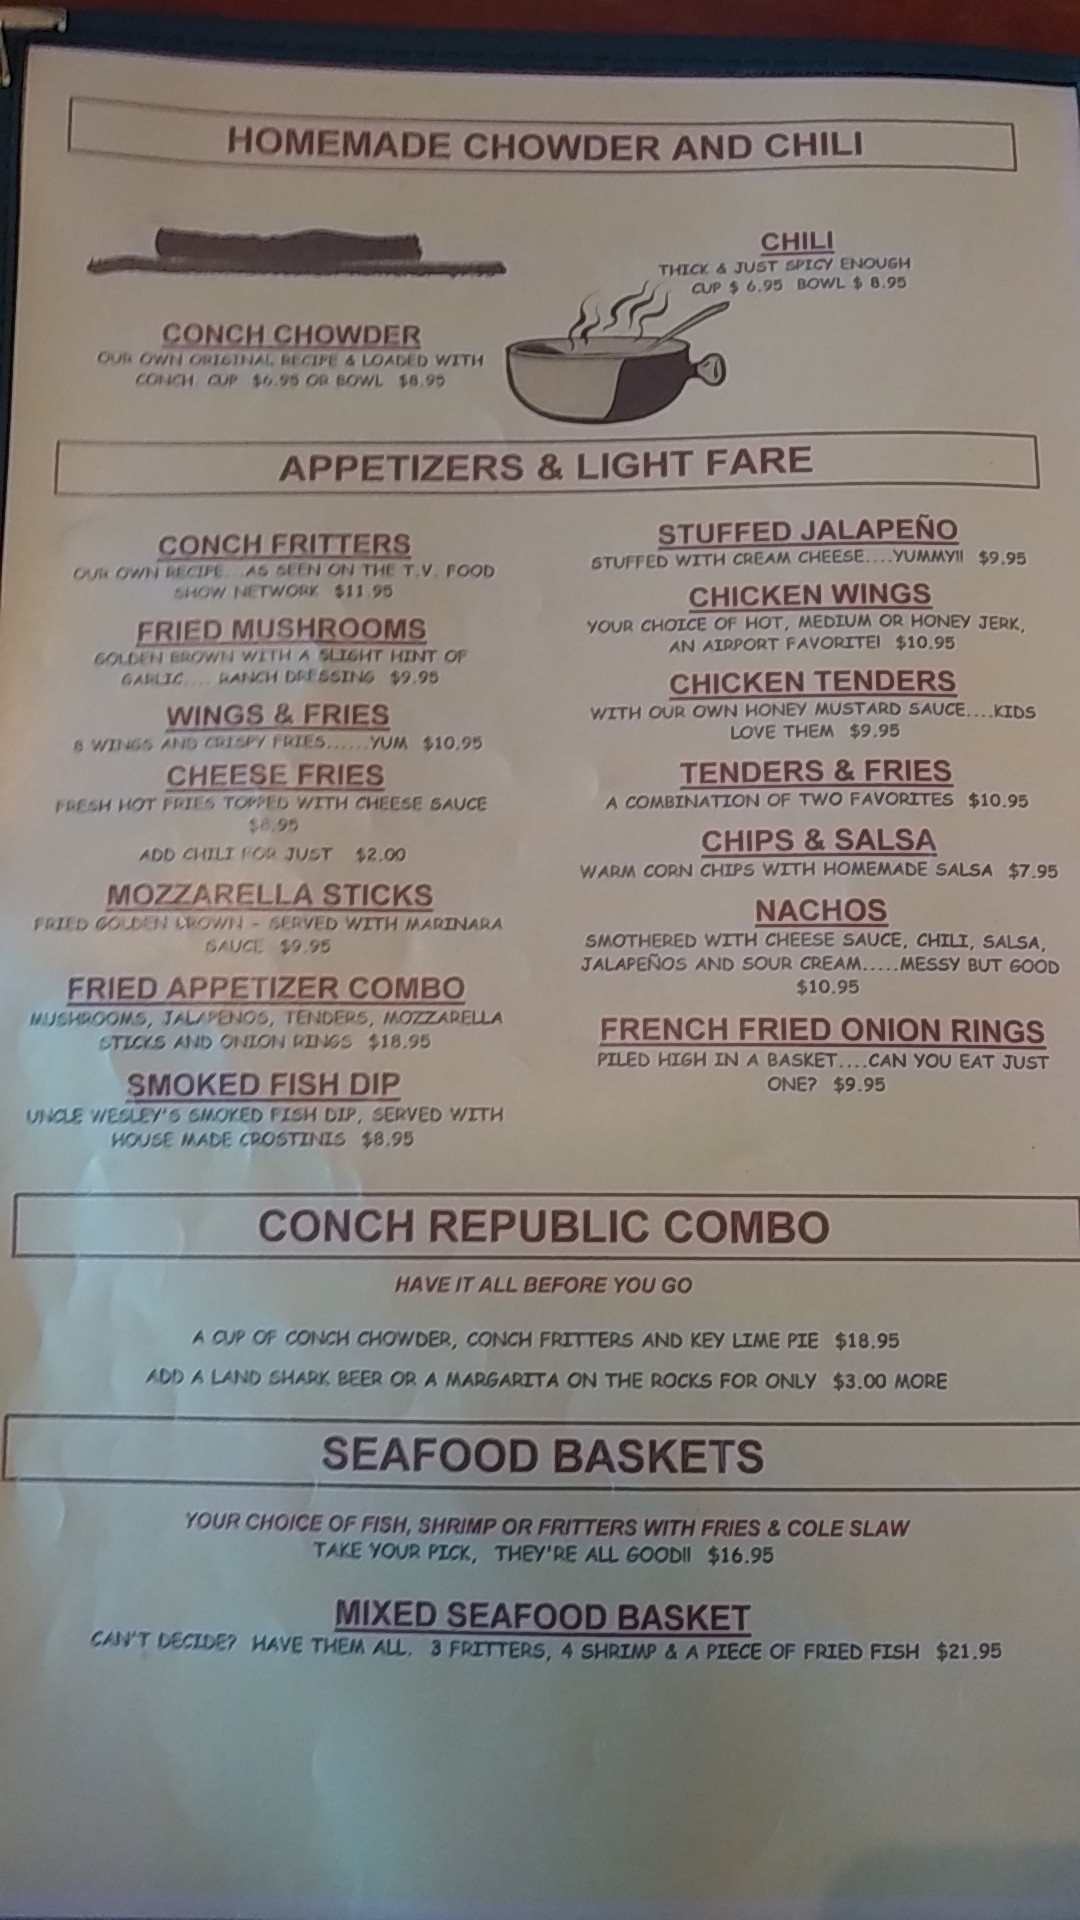 HOMEMADE CHOWDER AND CHILI
CONCH CHOWDER
OUR OWN ORIGINAL RECIPE & LOADED WITH
CONCH. CUP $6.95 OR BOWL $8.95
CHILI
THICK & JUST SPICY ENOUGH
CUP $ 6.95 BOWL $ 8.95
APPETIZERS & LIGHT FARE
CONCH FRITTERS
OUR OWN RECIPE...AS SEEN ON THE T.V. FOOD
SHOW NETWORK $11.95
FRIED MUSHROOMS
GOLDEN BROWN WITH A SLIGHT HINT OF
GARLIC.... RANCH DRESSING $9.95
WINGS & FRIES
8 WINGS AND CRISPY FRIES......YUM $10.95
CHEESE FRIES
FRESH HOT FRIES TOPPED WITH CHEESE SAUCE
ADD CHILI FOR JUST $2.00
MOZZARELLA STICKS
FRIED GOLDEN BROWN - SERVED WITH MARINARA
SAUCE $9.95
FRIED APPETIZER COMBO
MUSHROOMS, JALAPENOS, TENDERS, MOZZARELLA
STICKS AND ONION RINGS $18.95
SMOKED FISH DIP
UNCLE WESLEY'S SMOKED FISH DIP, SERVED WITH
HOUSE MADE CROSTINIS $8.95
STUFFED JALAPEÑO
STUFFED WITH CREAM CHEESE....YUMMY!! $9.95
CHICKEN WINGS
YOUR CHOICE OF HOT, MEDIUM OR HONEY JERK,
AN AIRPORT FAVORITE! $10.95
CHICKEN TENDERS
WITH OUR OWN HONEY MUSTARD SAUCE....KIDS
LOVE THEM $9.95
TENDERS & FRIES
A COMBINATION OF TWO FAVORITES $10.95
CHIPS & SALSA
WARM CORN CHIPS WITH HOMEMADE SALSA $7.95
NACHOS
SMOTHERED WITH CHEESE SAUCE, CHILI, SALSA,
JALAPEÑOS AND SOUR CREAM.....MESSY BUT GOOD
$10.95
FRENCH FRIED ONION RINGS
PILED HIGH IN A BASKET....CAN YOU EAT JUST
ONE? $9.95
CONCH REPUBLIC COMBO
HAVE IT ALL BEFORE YOU GO
A CUP OF CONCH CHOWDER, CONCH FRITTERS AND KEY LIME PIE $18.95
ADD A LAND SHARK BEER OR A MARGARITA ON THE ROCKS FOR ONLY $3.00 MORE
SEAFOOD BASKETS
YOUR CHOICE OF FISH, SHRIMP OR FRITTERS WITH FRIES & COLE SLAW
TAKE YOUR PICK, THEY'RE ALL GOOD!! $16.95
MIXED SEAFOOD BASKET
CAN'T DECIDE? HAVE THEM ALL. 3 FRITTERS, 4 SHRIMP & A PIECE OF FRIED FISH $21.95